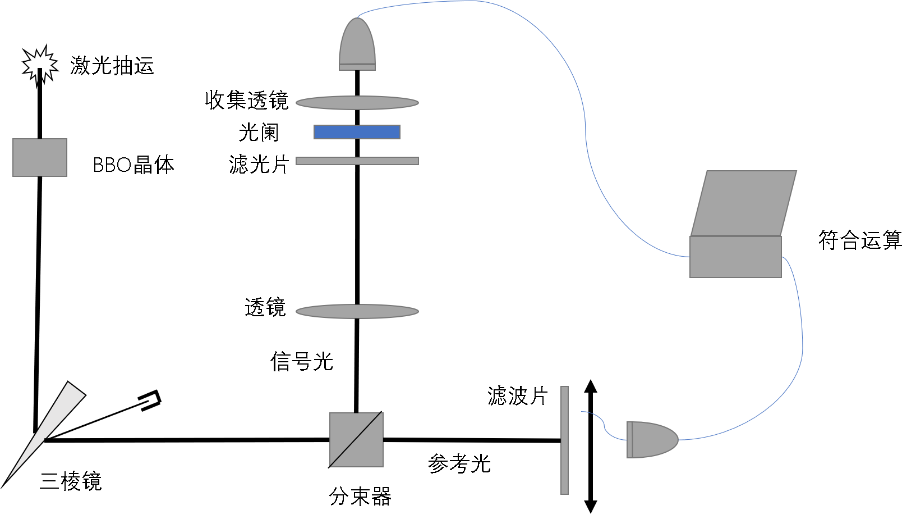 激光抽运
收集透镜
光阑
BBO晶体
滤光片
符合运算
透镜
信号光
滤波片
参考光
三棱镜
分束器